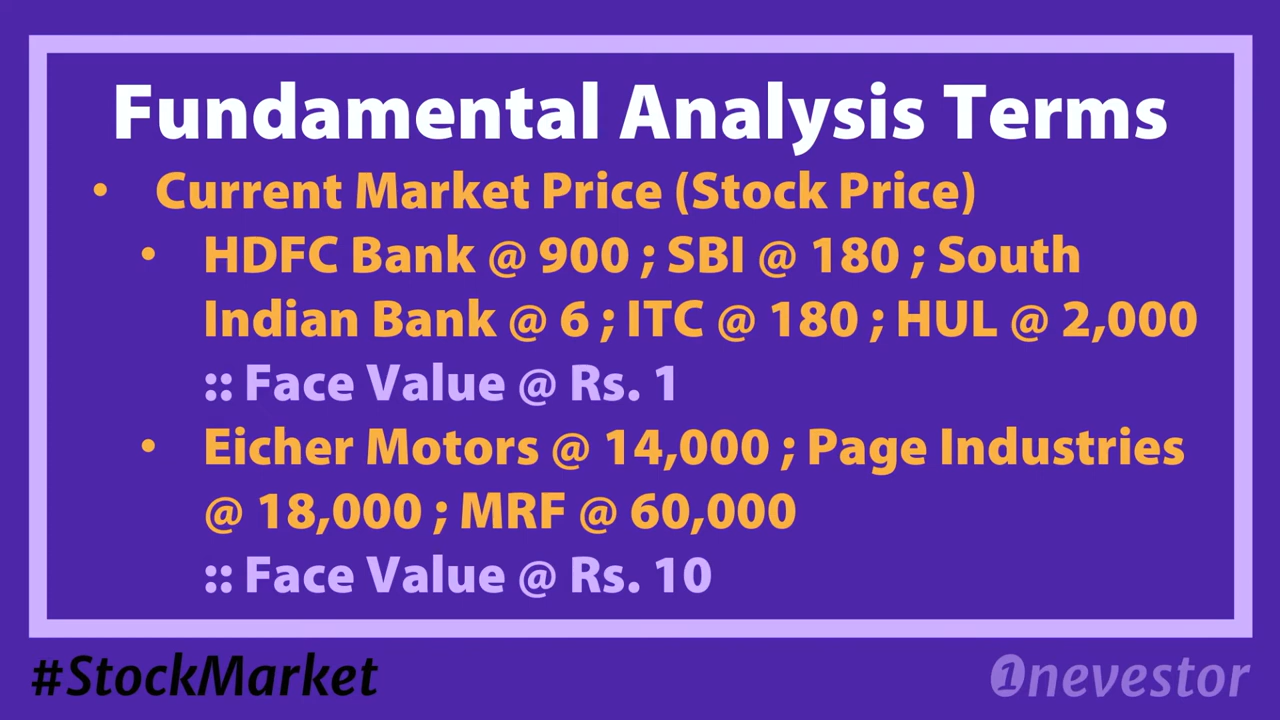 Fundamental Analysis Terms
• Current Market Price (Stock Price)
• HDFC Bank @ 900 ; SBI @ 180 ; South
Indian Bank @ 6 ; ITC @ 180 ; HUL @ 2,000
:: Face Value @ Rs. 1
• Eicher Motors @ 14,000 ; Page Industries
@ 18,000 ; MRF @ 60,000
:: Face Value @ Rs. 10
#StockMarket
1nevestor